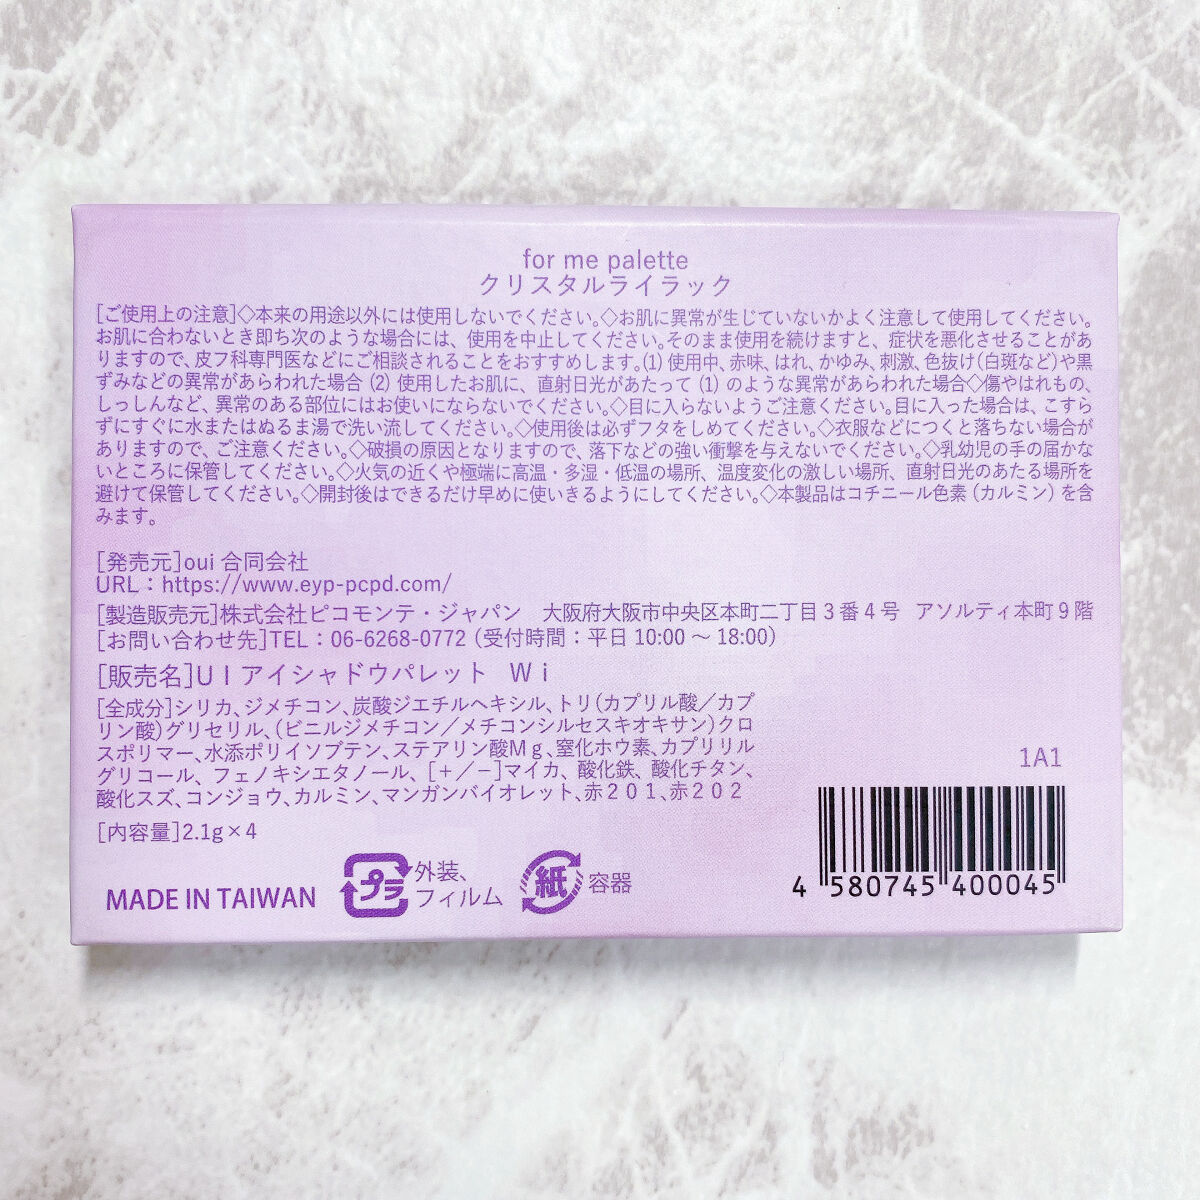 for me palette
クリスタルライラック
[ご使用上の注意]◇本来の用途以外には使用しないでください。◇お肌に異常が生じていないかよく注意して使用してください。
お肌に合わないとき即ち次のような場合には、使用を中止してください。そのまま使用を続けますと、症状を悪化させることがあ
りますので、皮フ科専門医などにご相談されることをおすすめします。(1) 使用中、赤味、はれ、かゆみ、刺激、色抜け(白斑など)や黒
ずみなどの異常があらわれた場合 (2) 使用したお肌に、直射日光があたって (1) のような異常があらわれた場合◇傷やはれもの、
しっしんなど、異常のある部位にはお使いにならないでください。◇目に入らないようご注意ください。目に入った場合は、こすら
ずにすぐに水またはぬるま湯で洗い流してください。◇使用後は必ずフタをしめてください。◇衣服などにつくと落ちない場合が
ありますので、ご注意ください。◇破損の原因となりますので、落下などの強い衝撃を与えないでください。◇乳幼児の手の届かな
いところに保管してください。◇火気の近くや極端に高温・多湿・低温の場所、温度変化の激しい場所、直射日光のあたる場所を
避けて保管してください。◇開封後はできるだけ早めに使いきるようにしてください。◇本製品はコチニール色素 (カルミン) を含
みます。
[発売元]oui 合同会社
URL：https://www.eyp-pcpd.com/
[製造販売元]株式会社ピコモンテ・ジャパン　大阪府大阪市中央区本町二丁目3番4号 アソルティ本町9階
[お問い合わせ先]TEL：06-6268-0772 (受付時間：平日 10:00 ～ 18:00)
[販売名]ＵＩアイシャドウパレット　Ｗｉ
[全成分]シリカ、ジメチコン、炭酸ジエチルヘキシル、トリ(カプリル酸／カプ
リン酸)グリセリル、(ビニルジメチコン／メチコンシルセスキオキサン)クロ
スポリマー、水添ポリイソブテン、ステアリン酸Ｍｇ、窒化ホウ素、カプリリル
グリコール、フェノキシエタノール、[＋／－]マイカ、酸化鉄、酸化チタン、
酸化スズ、コンジョウ、カルミン、マンガンバイオレット、赤２０１、赤２０２
1A1
[内容量]2.1g×4
MADE IN TAIWAN
プラ
外装、
フィルム
紙
容器
4 580745 400045